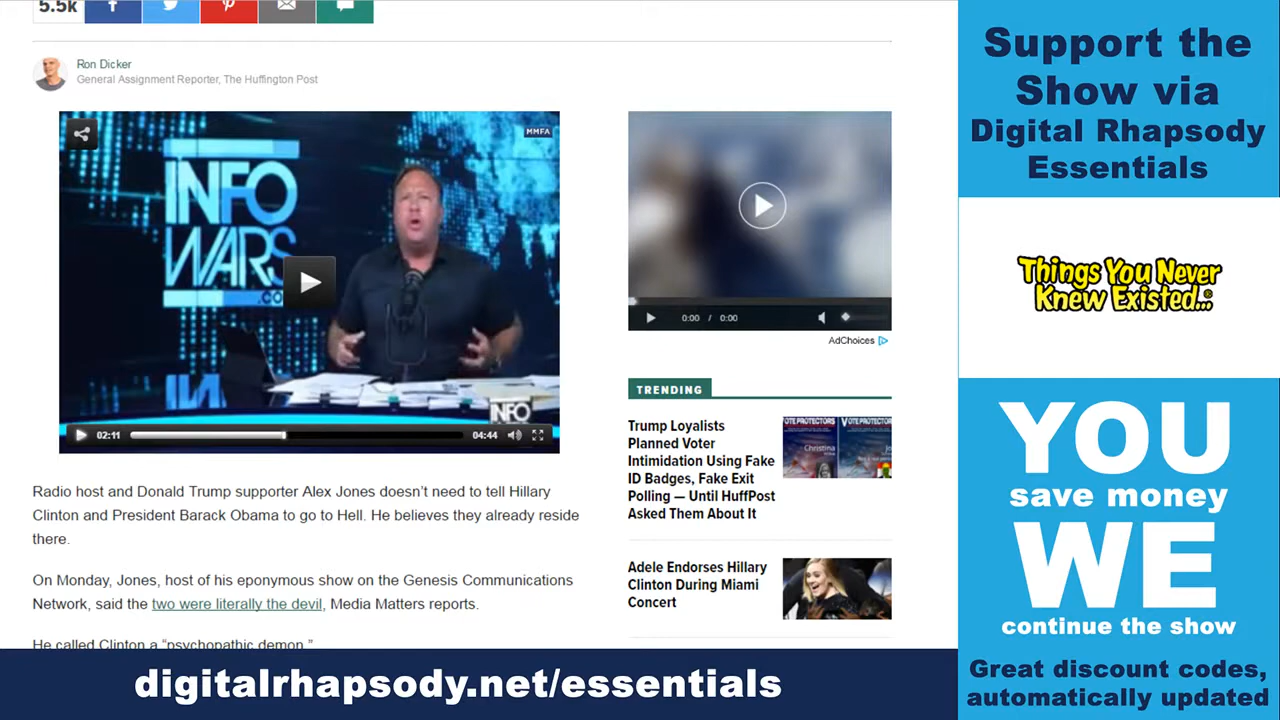 5.5k
Ron Dicker
General Assignment Reporter, The Huffington Post
MMFA
INFO
WARS
.CO
INFO
02:11
04:44
Radio host and Donald Trump supporter Alex Jones doesn't need to tell Hillary
Clinton and President Barack Obama to go to Hell. He believes they already reside
there.
On Monday, Jones, host of his eponymous show on the Genesis Communications
Network, said the two were literally the devil, Media Matters reports.
He called Clinton a “psychopathic demon.”
0:00 / 0:00
AdChoices
TRENDING
Trump Loyalists
Planned Voter
Intimidation Using Fake
ID Badges, Fake Exit
Polling — Until HuffPost
Asked Them About It
VOTE PROTECTORS
Christina
Adele Endorses Hillary
Clinton During Miami
Concert
Support the
Show via
Digital Rhapsody
Essentials
Things You Never
Knew Existed...®
YOU
save money
WE
continue the show
Great discount codes,
automatically updated
digitalrhapsody.net/essentials